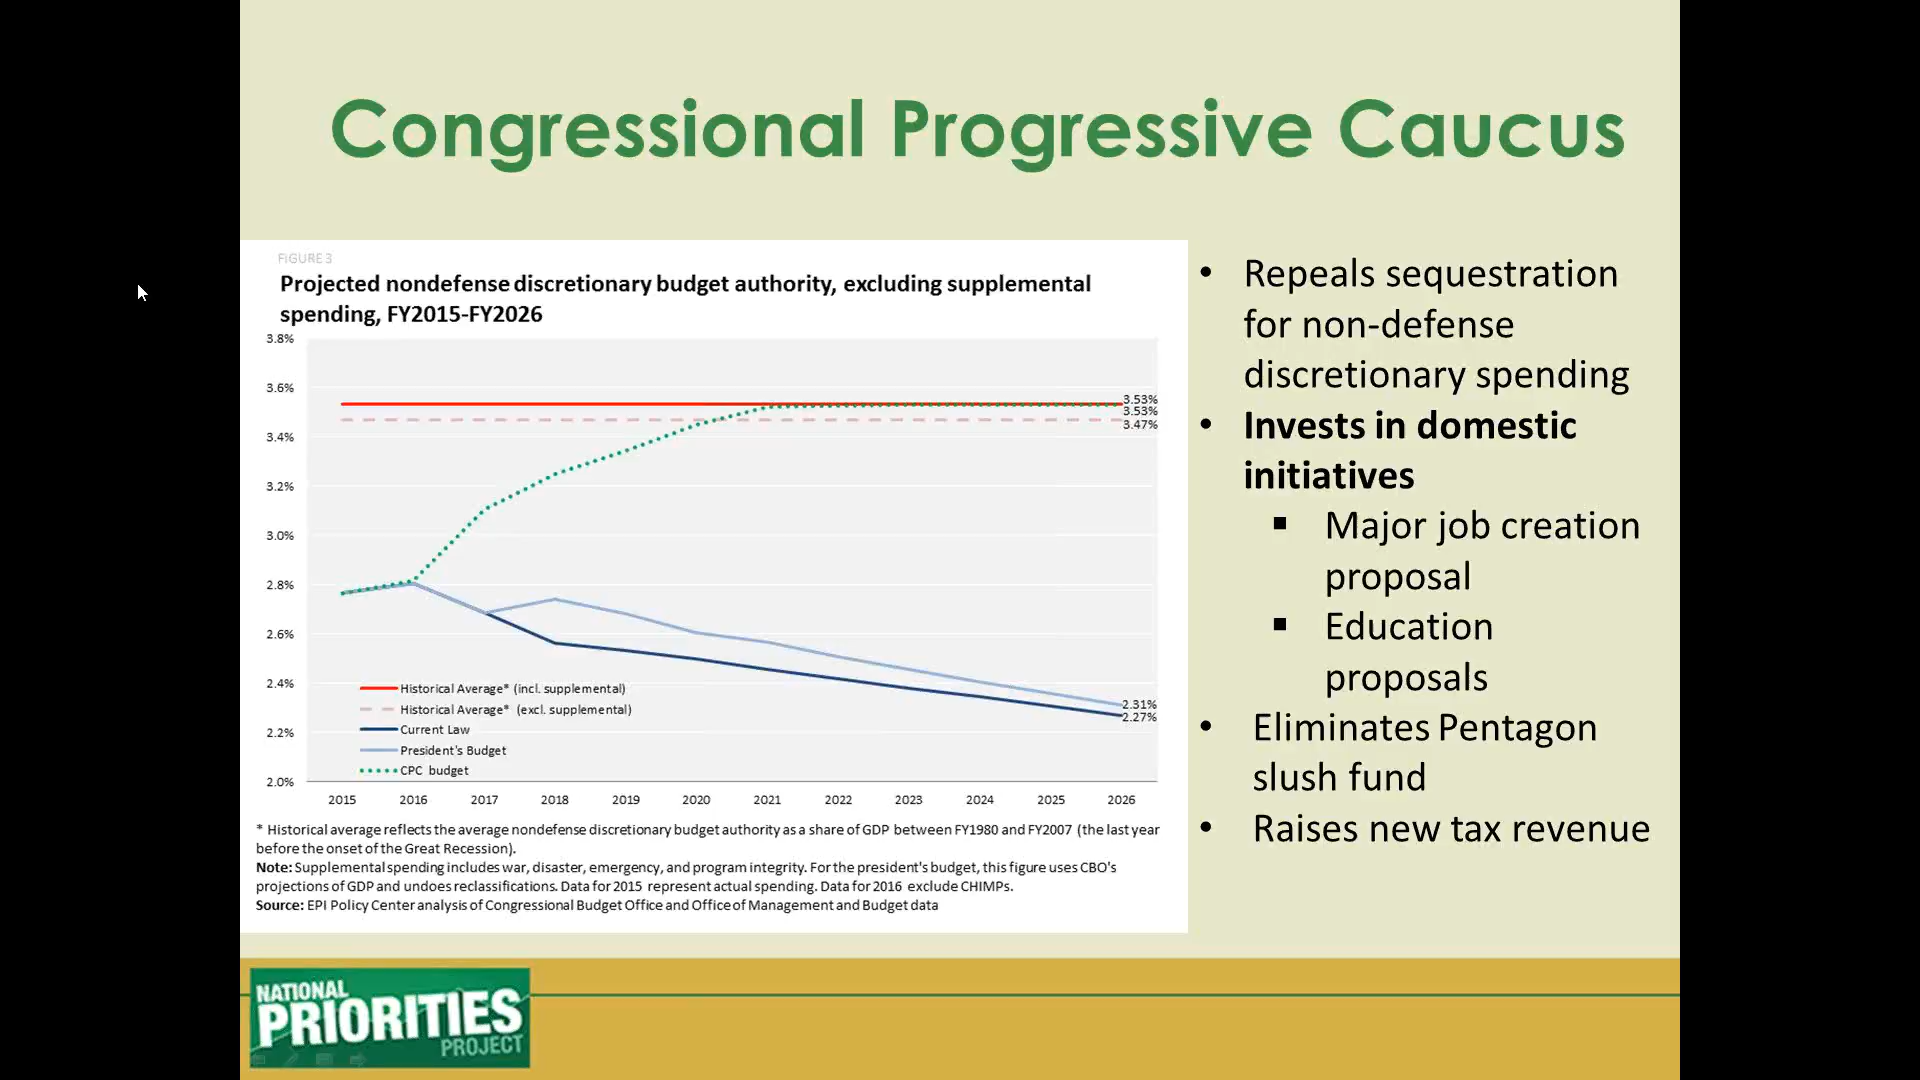 Congressional Progressive Caucus
FIGURE 3
Projected nondefense discretionary budget authority, excluding supplemental
spending, FY2015-FY2026
3.8%
3.6%
3.4%
3.2%
3.0%
2.8%
2.6%
2.4%
2.2%
2.0%
3.53%
3.53%
3.47%
2.31%
2.27%
Historical Average* (incl. supplemental)
Historical Average* (excl. supplemental)
Current Law
President's Budget
CPC budget
2015 2016 2017 2018 2019 2020 2021 2022 2023 2024 2025 2026
* Historical average reflects the average nondefense discretionary budget authority as a share of GDP between FY1980 and FY2007 (the last year
before the onset of the Great Recession).
Note: Supplemental spending includes war, disaster, emergency, and program integrity. For the president's budget, this figure uses CBO's
projections of GDP and undoes reclassifications. Data for 2015 represent actual spending. Data for 2016 exclude CHIMPs.
Source: EPI Policy Center analysis of Congressional Budget Office and Office of Management and Budget data
• Repeals sequestration
for non-defense
discretionary spending
• Invests in domestic
initiatives
▪ Major job creation
proposal
▪ Education
proposals
• Eliminates Pentagon
slush fund
• Raises new tax revenue
NATIONAL
PRIORITIES
PROJECT